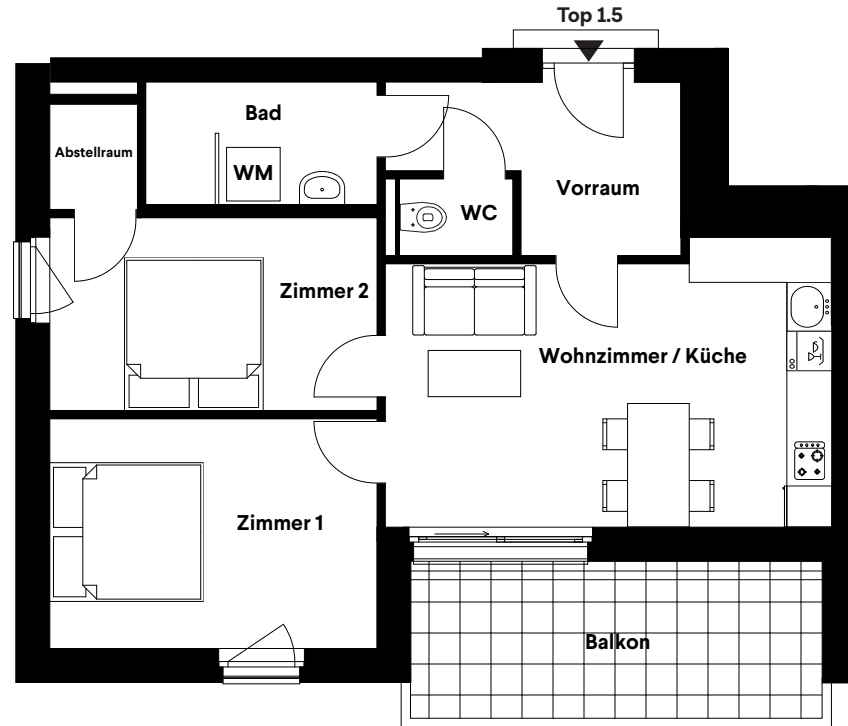 Top 1.5
Bad
Abstellraum
WM
Vorraum
WC
Zimmer 2
Wohnzimmer / Küche
Zimmer 1
Balkon